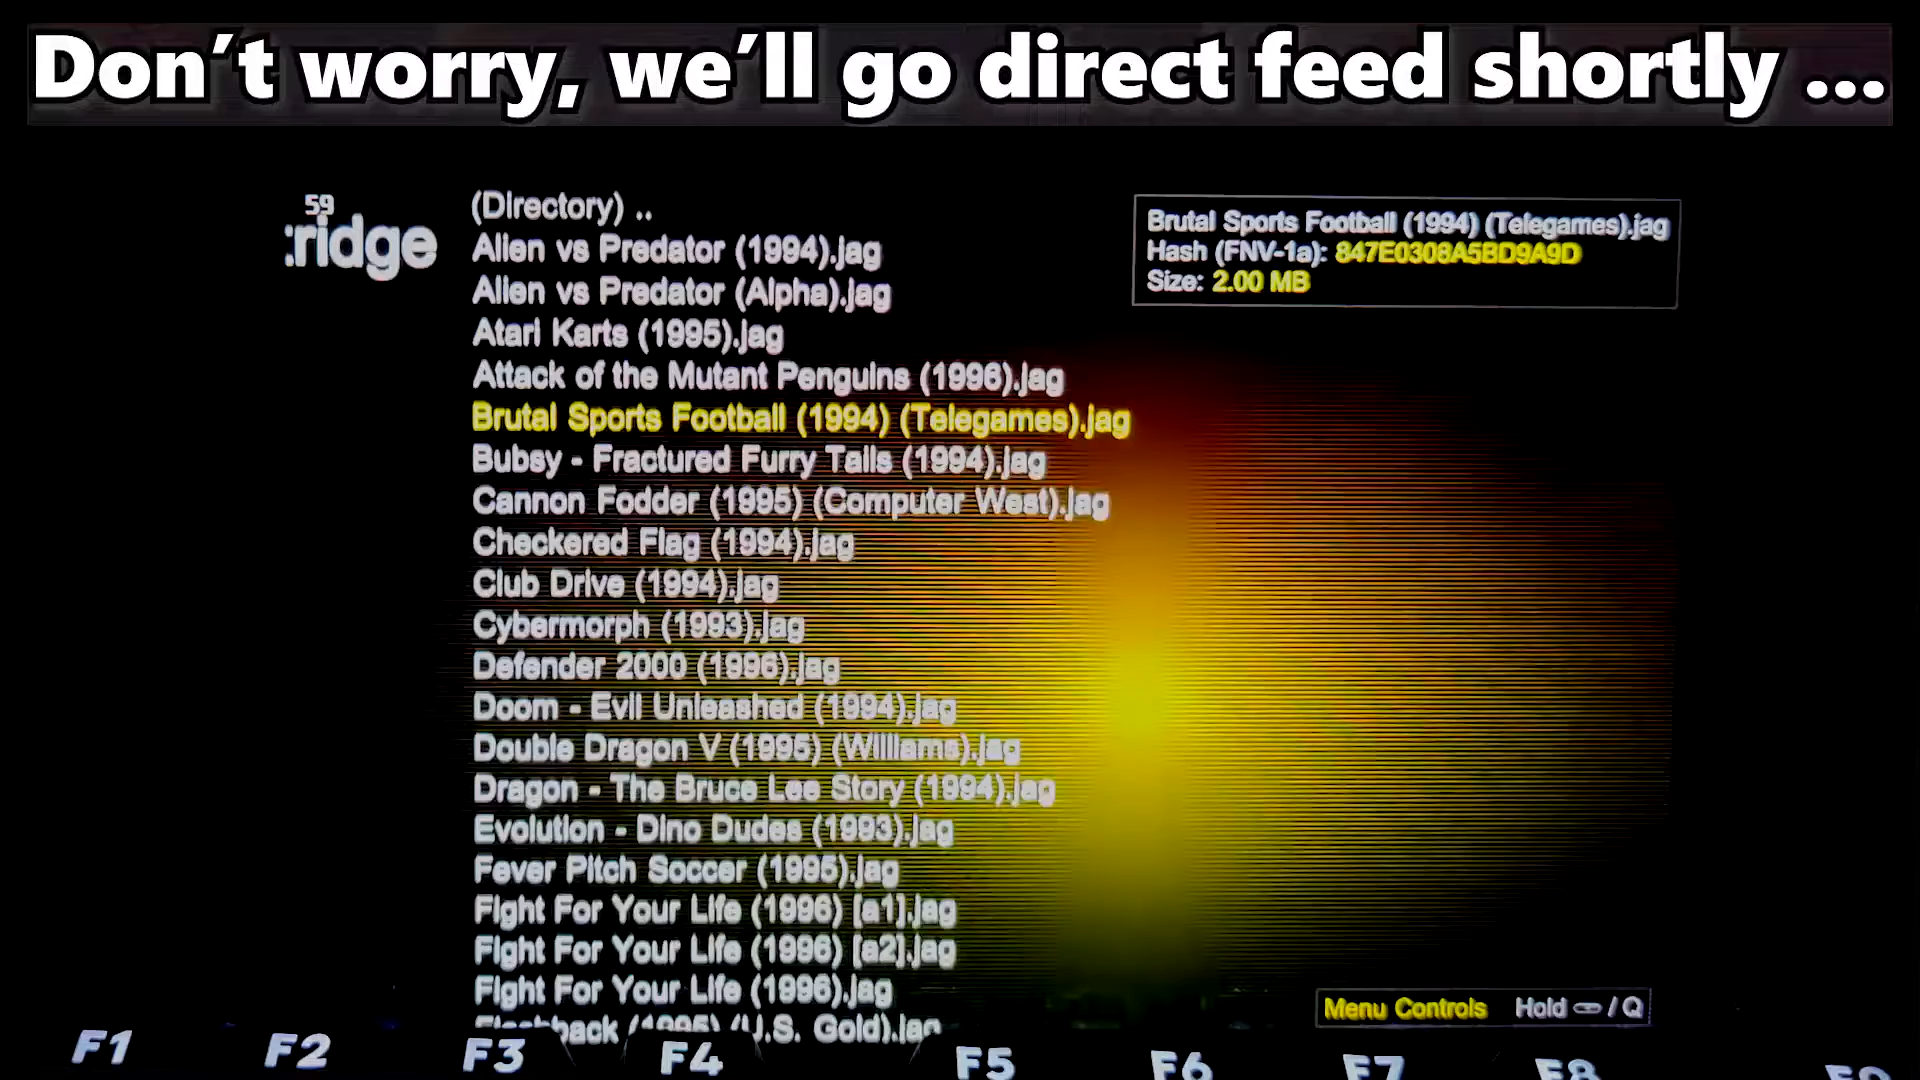 Don't worry, we'll go direct feed shortly ...
59
:ridge
(Directory) ..
Alien vs Predator (1994).jag
Alien vs Predator (Alpha).jag
Atari Karts (1995).jag
Attack of the Mutant Penguins (1996).jag
Brutal Sports Football (1994) (Telegames).jag
Bubsy - Fractured Furry Tails (1994).jag
Cannon Fodder (1995) (Computer West).jag
Checkered Flag (1994).jag
Club Drive (1994).jag
Cybermorph (1993).jag
Defender 2000 (1996).jag
Doom - Evil Unleashed (1994).jag
Double Dragon V (1995) (Williams).jag
Dragon - The Bruce Lee Story (1994).jag
Evolution - Dino Dudes (1993).jag
Fever Pitch Soccer (1995).jag
Fight For Your Life (1996) [a1].jag
Fight For Your Life (1996) [a2].jag
Fight For Your Life (1996).jag
Flashback (1995) (U.S. Gold).jag
Brutal Sports Football (1994) (Telegames).jag
Hash (FNV-1a): 847E0308A5BD9A9D
Size: 2.00 MB
Menu Controls Hold / Q
F1 F2 F3 F4 F5 F6 F7 F8 F9